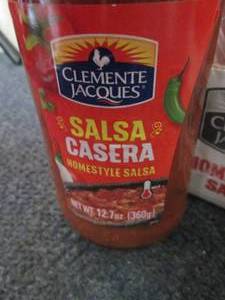 CLEMENTE
JACQUES
SALSA
CASERA
HOMESTYLE SALSA
NET WT 12.7oz (360g)